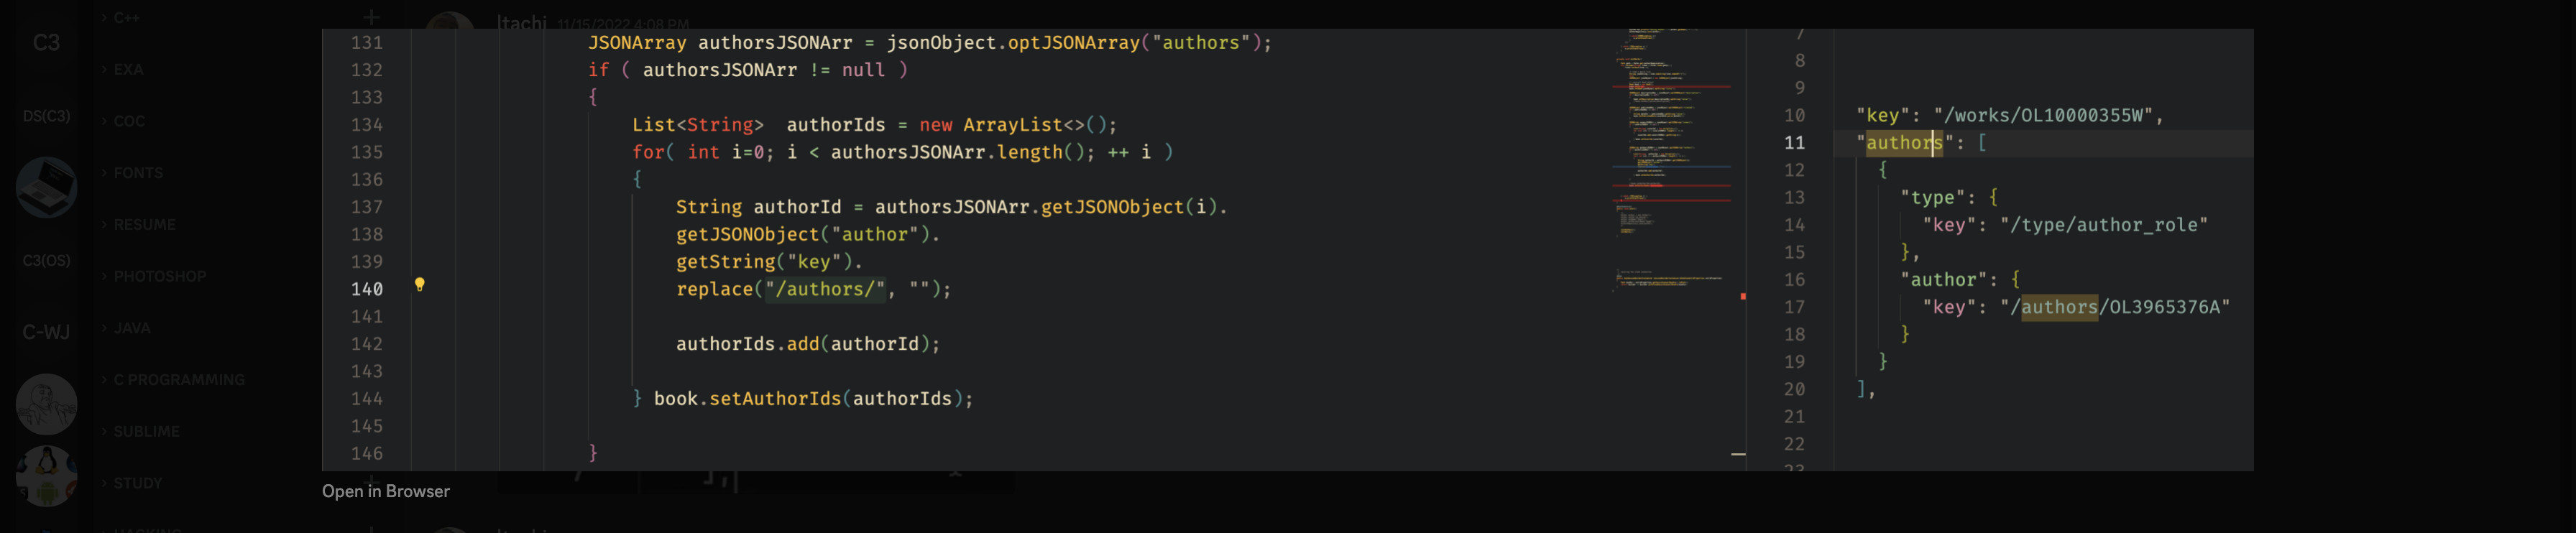 C3
DS(C3)
C3(OS)
C-WJ
C++
EXA
COC
FONTS
RESUME
PHOTOSHOP
JAVA
C PROGRAMMING
SUBLIME
STUDY
HACKING
Itachi 11/15/2022 4:08 PM
131 JSONArray authorsJSONArr = jsonObject.optJSONArray("authors");
132 if ( authorsJSONArr != null )
133 {
134 List<String>  authorIds = new ArrayList<>();
135 for( int i=0; i < authorsJSONArr.length(); ++ i )
136 {
137 String authorId = authorsJSONArr.getJSONObject(i).
138 getJSONObject("author").
139 getString("key").
140 replace("/authors/", "");
141
142 authorIds.add(authorId);
143
144 } book.setAuthorIds(authorIds);
145
146 }
7
8
9
10 "key": "/works/OL10000355W",
11 "authors": [
12 {
13 "type": {
14 "key": "/type/author_role"
15 },
16 "author": {
17 "key": "/authors/OL3965376A"
18 }
19 }
20 ],
21
22
23
Open in Browser